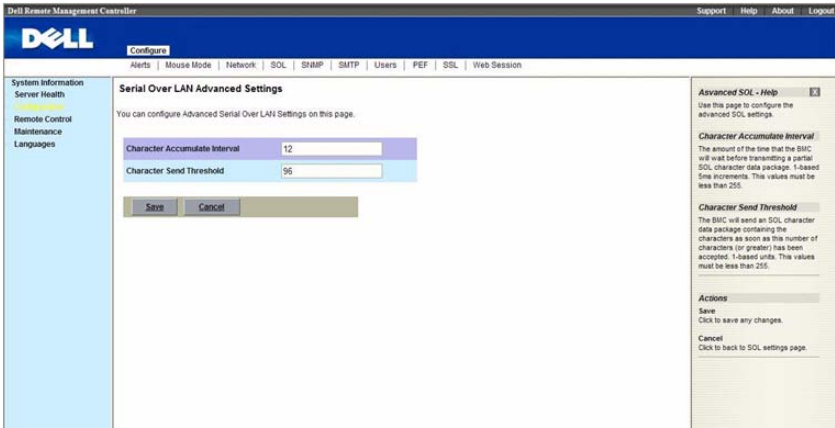 Dell Remote Management Controller
Support | Help | About | Logout
DELL
Configure
Alerts | Mouse Mode | Network | SOL | SNMP | SMTP | Users | PEF | SSL | Web Session
System Information
Server Health
Configuration
Remote Control
Maintenance
Languages
Serial Over LAN Advanced Settings
You can configure Advanced Serial Over LAN Settings on this page.
Character Accumulate Interval 12
Character Send Threshold 96
Save Cancel
Asvanced SOL - Help X
Use this page to configure the
advanced SOL settings.
Character Accumulate Interval
The amount of the time that the BMC
will wait before transmitting a partial
SOL character data package. 1-based
5ms increments. This values must be
less than 255.
Character Send Threshold
The BMC will send an SOL character
data package containing the
characters as soon as this number of
characters (or greater) has been
accepted. 1-based units. This values
must be less than 255.
Actions
Save
Click to save any changes.
Cancel
Click to back to SOL settings page.